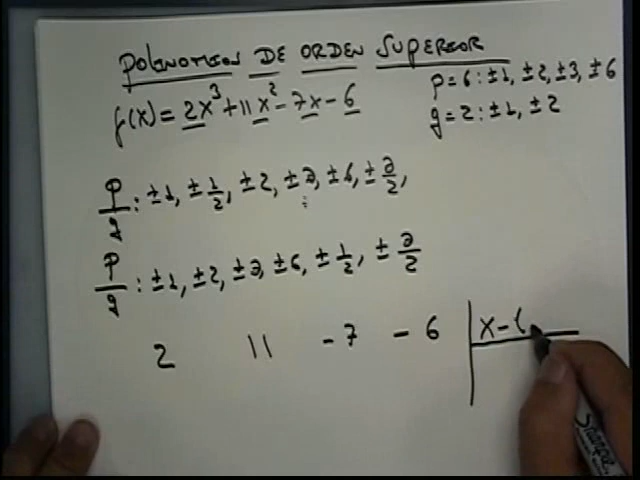 POLINOMIOS DE ORDEN SUPERIOR
f(x) = 2x³ + 11x² - 7x - 6
p = 6 : ±1, ±2, ±3, ±6
q = 2 : ±1, ±2
p/q : ±1, ±1/2, ±2, ±3, ±6, ±3/2,
p/q : ±1, ±2, ±3, ±6, ±1/2, ±3/2
2 11 -7 -6 | x - (
Sharpie